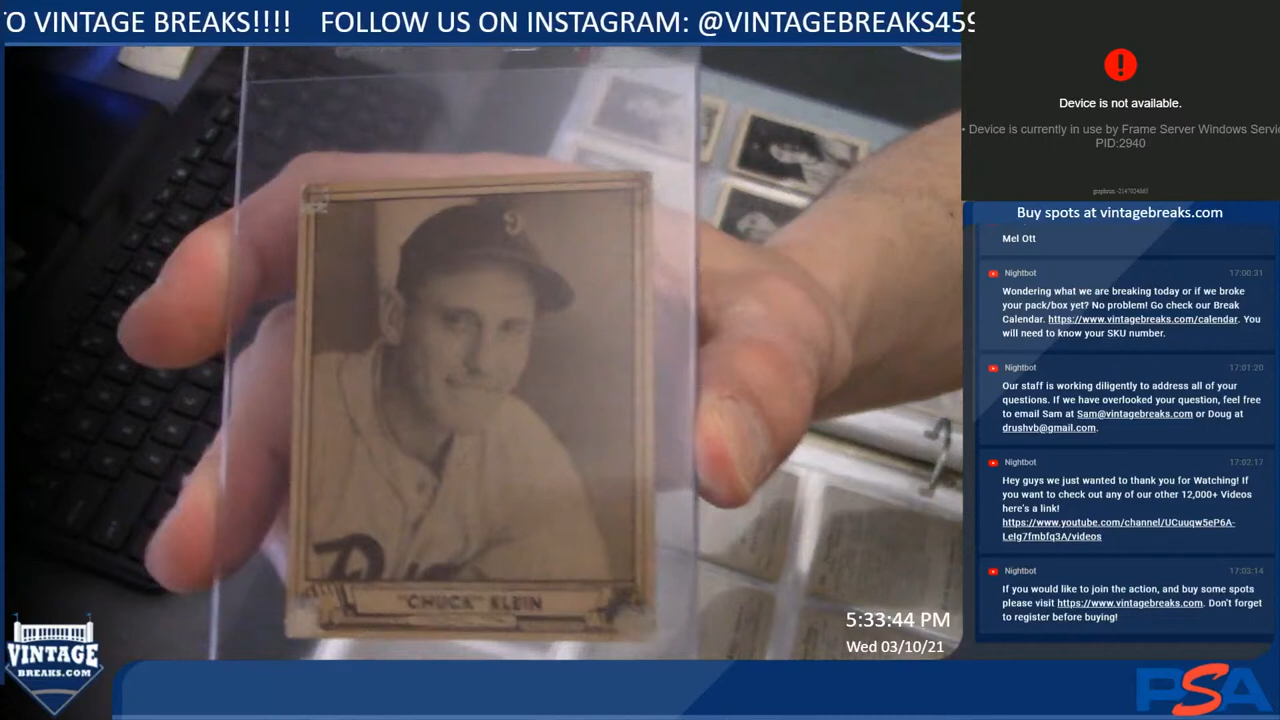 O VINTAGE BREAKS!!!! FOLLOW US ON INSTAGRAM: @VINTAGEBREAKS459
Device is not available.
• Device is currently in use by Frame Server Windows Servic
PID:2940
Buy spots at vintagebreaks.com
Mel Ott
Nightbot 17:00:31
Wondering what we are breaking today or if we broke
your pack/box yet? No problem! Go check our Break
Calendar. https://www.vintagebreaks.com/calendar. You
will need to know your SKU number.
Nightbot 17:01:20
Our staff is working diligently to address all of your
questions. If we have overlooked your question, feel free
to email Sam at Sam@vintagebreaks.com or Doug at
drushvb@gmail.com.
Nightbot 17:02:17
Hey guys we just wanted to thank you for Watching! If
you want to check out any of our other 12,000+ Videos
here's a link!
https://www.youtube.com/channel/UCuuqw5eP6A-
LeIg7fmbfq3A/videos
Nightbot 17:03:14
If you would like to join the action, and buy some spots
please visit https://www.vintagebreaks.com. Don't forget
to register before buying!
"CHUCK" KLEIN
5:33:44 PM
Wed 03/10/21
VINTAGE
BREAKS.COM
PSA